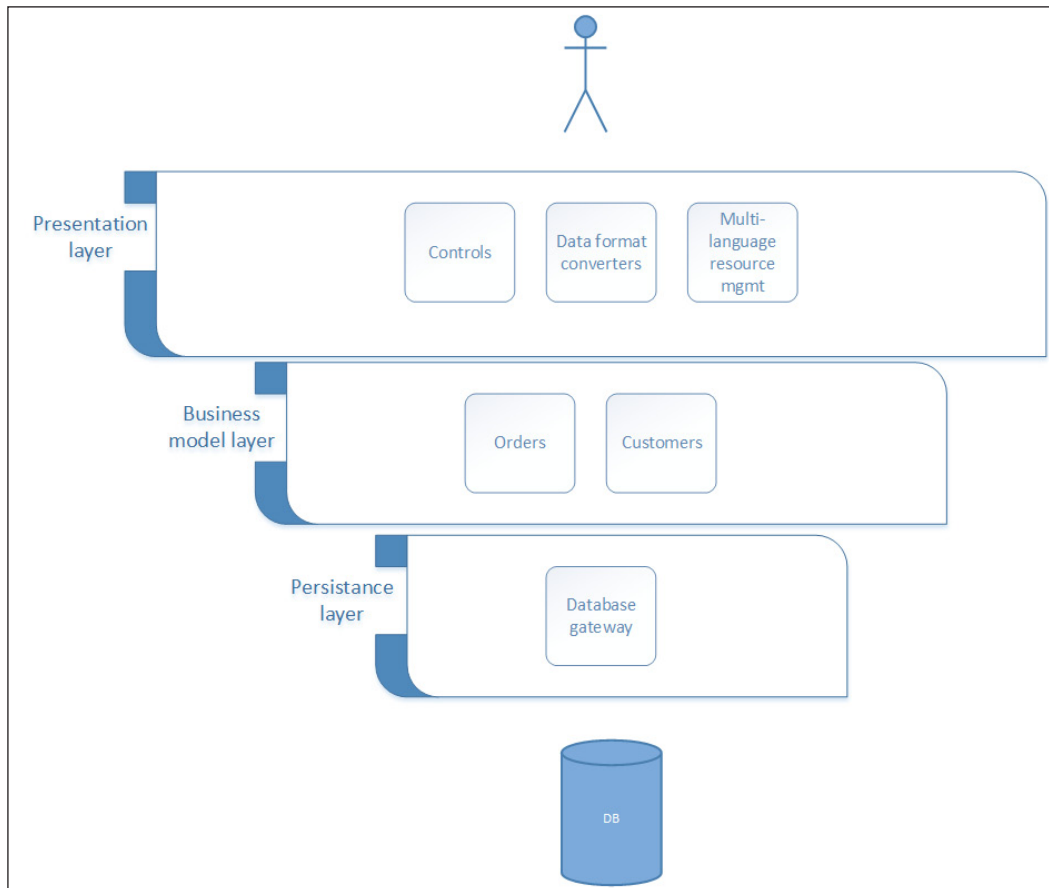 Presentation
layer
Controls
Data format
converters
Multi-
language
resource
mgmt
Business
model layer
Orders
Customers
Persistance
layer
Database
gateway
DB